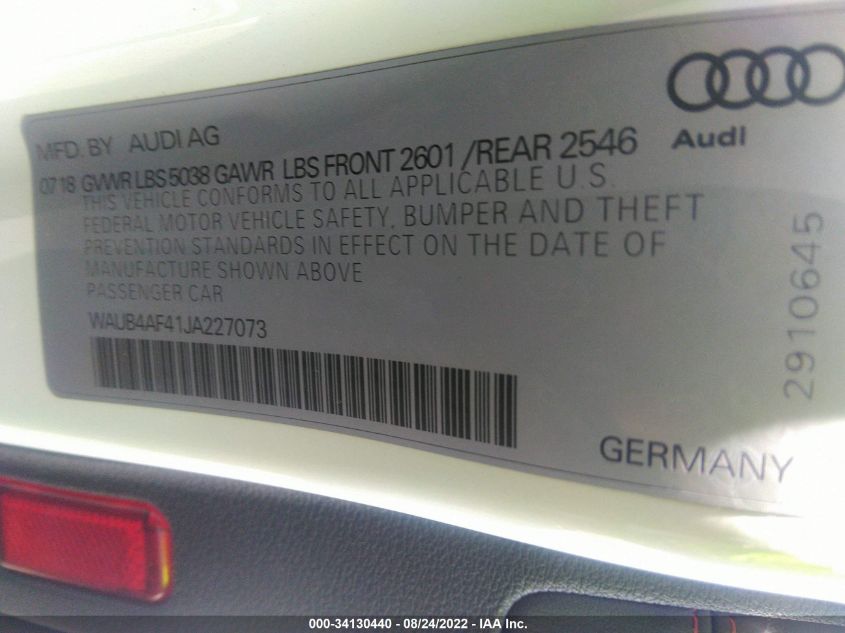 MFD. BY AUDI AG
Audi
0718 GVWR LBS 5038 GAWR LBS FRONT 2601 /REAR 2546
THIS VEHICLE CONFORMS TO ALL APPLICABLE U.S.
FEDERAL MOTOR VEHICLE SAFETY, BUMPER AND THEFT
PREVENTION STANDARDS IN EFFECT ON THE DATE OF
MANUFACTURE SHOWN ABOVE
PASSENGER CAR
WAUB4AF41JA227073
2910645
GERMANY
000-34130440 - 08/24/2022 - IAA Inc.